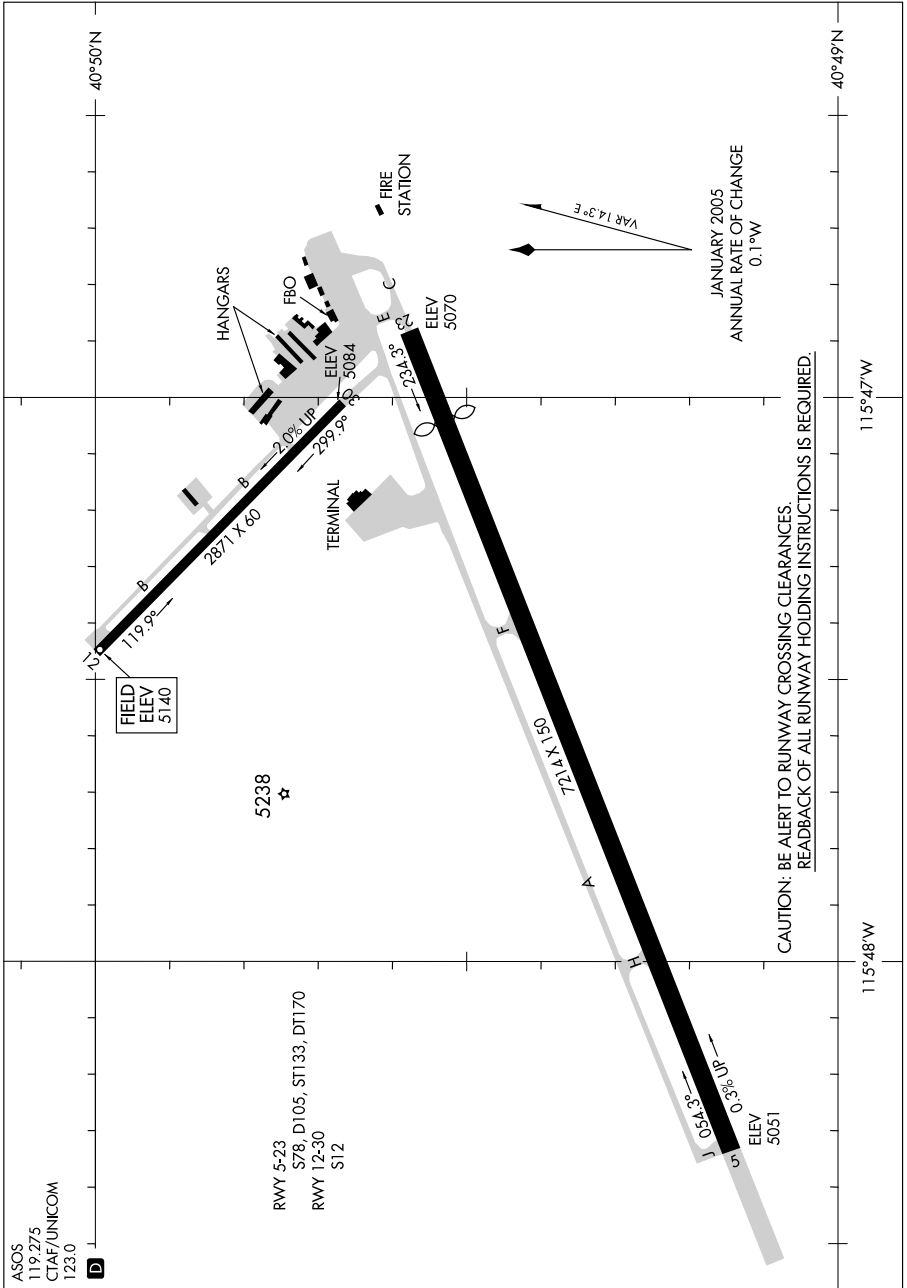 ASOS
119.275
CTAF/UNICOM
123.0
D
RWY 5-23
S78, D105, ST133, DT170
RWY 12-30
S12
40°50'N
40°49'N
115°47'W
115°48'W
5238
FIELD
ELEV
5140
12
119.9°
B
B
2871 X 60
2.0% UP
299.9°
30
ELEV
5084
HANGARS
FBO
FIRE
STATION
TERMINAL
E
C
23
234.3°
ELEV
5070
F
7214 X 150
A
H
J
054.3°
0.3% UP
5
ELEV
5051
VAR 14.3° E
JANUARY 2005
ANNUAL RATE OF CHANGE
0.1°W
CAUTION: BE ALERT TO RUNWAY CROSSING CLEARANCES.
READBACK OF ALL RUNWAY HOLDING INSTRUCTIONS IS REQUIRED.